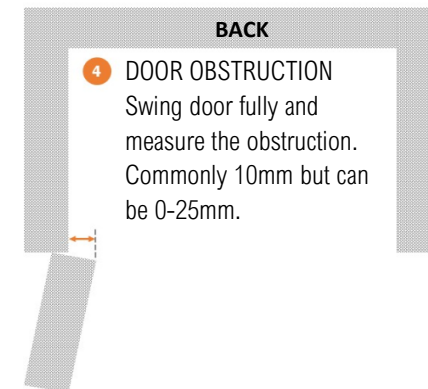 BACK
4 DOOR OBSTRUCTION
Swing door fully and
measure the obstruction.
Commonly 10mm but can
be 0-25mm.